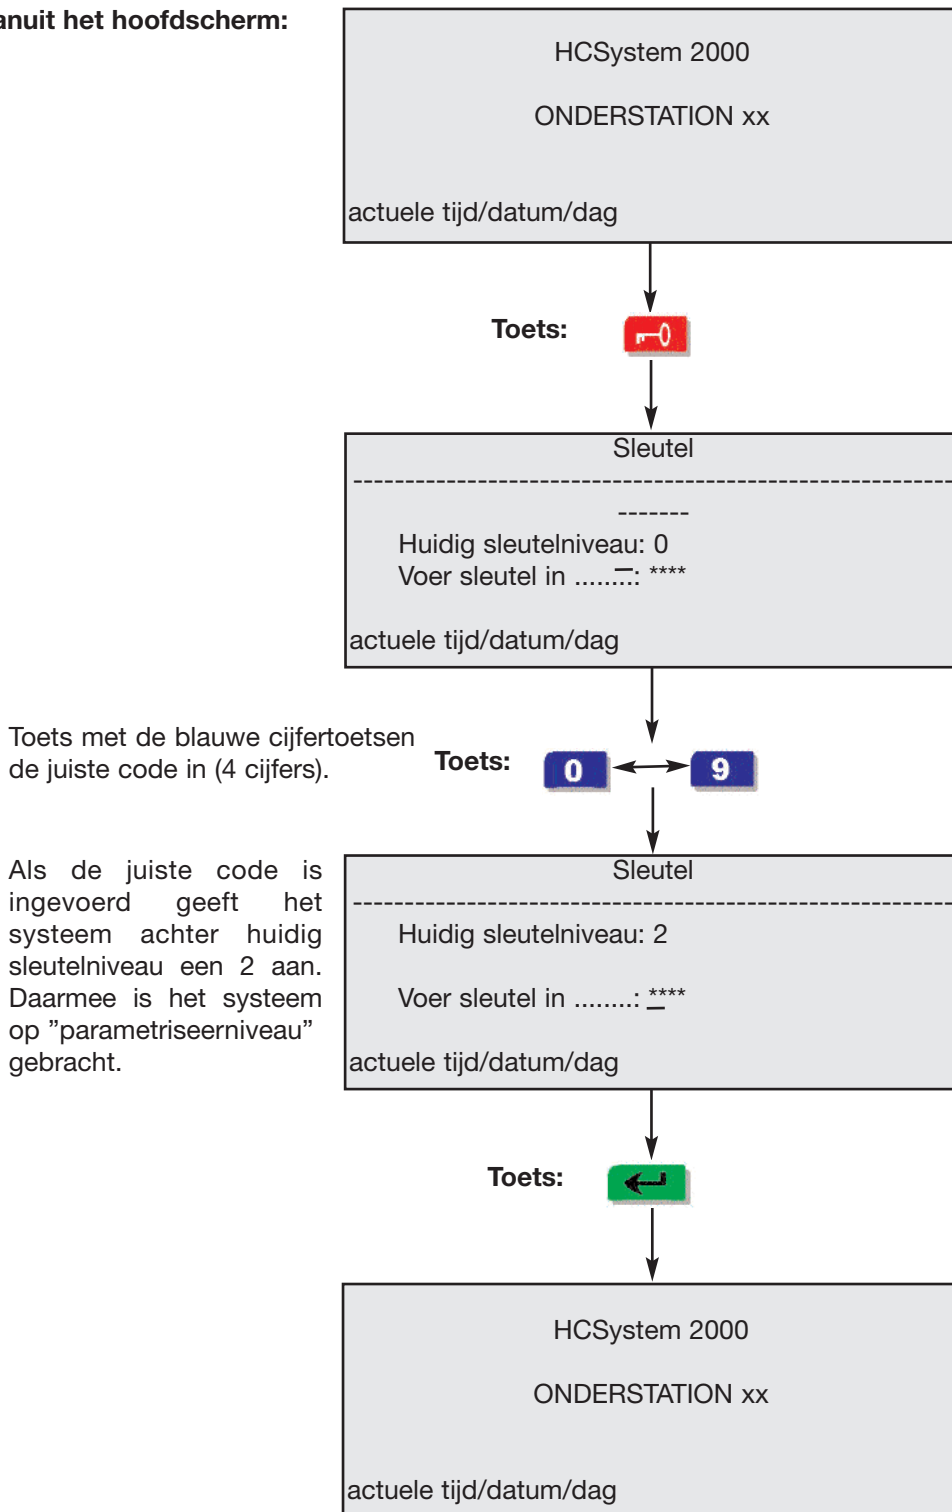 anuit het hoofdscherm:
HCSystem 2000
ONDERSTATION xx
actuele tijd/datum/dag
Toets:
Sleutel
--------------------------------------------------------------
-------
Huidig sleutelniveau: 0
Voer sleutel in ........: ****
actuele tijd/datum/dag
Toets met de blauwe cijfertoetsen
de juiste code in (4 cijfers).
Toets:
0
9
Als de juiste code is
ingevoerd geeft het
systeem achter huidig
sleutelniveau een 2 aan.
Daarmee is het systeem
op ”parametriseerniveau”
gebracht.
Sleutel
--------------------------------------------------------------
Huidig sleutelniveau: 2
Voer sleutel in ........: ****
actuele tijd/datum/dag
Toets:
HCSystem 2000
ONDERSTATION xx
actuele tijd/datum/dag